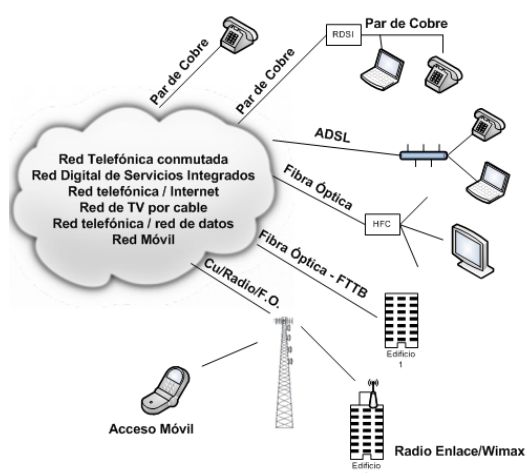 Par de Cobre
RDSI
Par de Cobre
Par de Cobre
ADSL
Red Telefónica conmutada
Red Digital de Servicios Integrados
Red telefónica / Internet
Red de TV por cable
Red telefónica / red de datos
Red Móvil
Fibra Óptica
HFC
Fibra Óptica - FTTB
Cu/Radio/F.O.
Edificio
1
Acceso Móvil
Radio Enlace/Wimax
Edificio